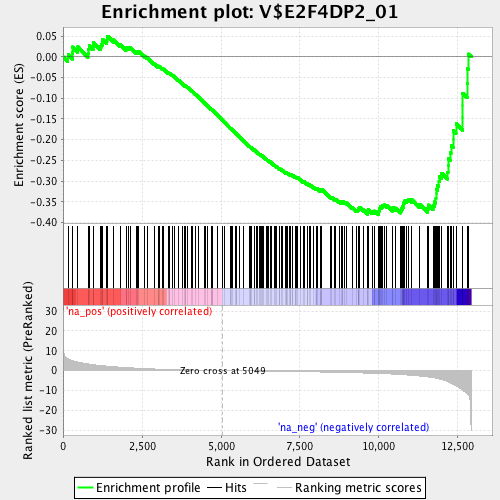 Enrichment plot: V$E2F4DP2_01
Enrichment score (ES)
0.05
0.00
-0.05
-0.10
-0.15
-0.20
-0.25
-0.30
-0.35
-0.40
'na_pos' (positively correlated)
Ranked list metric (PreRanked)
30
20
10
0
-10
-20
-30
Zero cross at 5049
'na_neg' (negatively correlated)
0
2,500
5,000
7,500
10,000
12,500
Rank in Ordered Dataset
Enrichment profile
Hits
Ranking metric scores